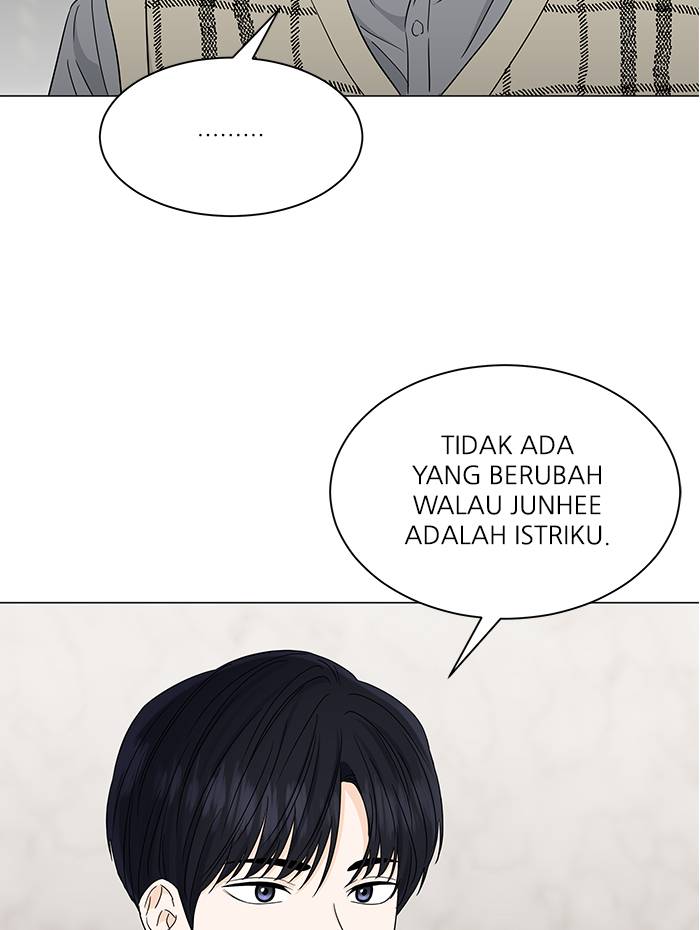 .........
TIDAK ADA
YANG BERUBAH
WALAU JUNHEE
ADALAH ISTRIKU.